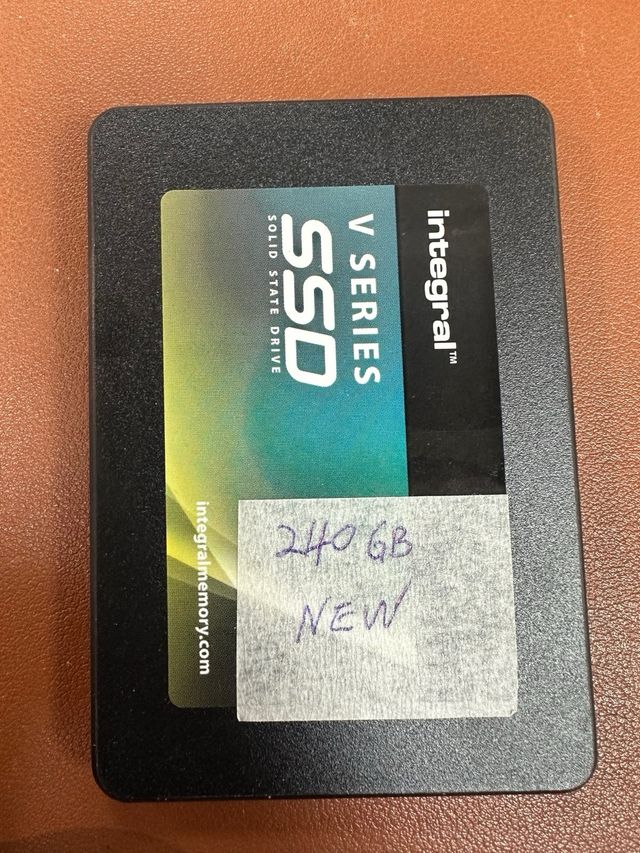 integral™
V SERIES
SSD
SOLID STATE DRIVE
integralmemory.com
240 GB
NEW